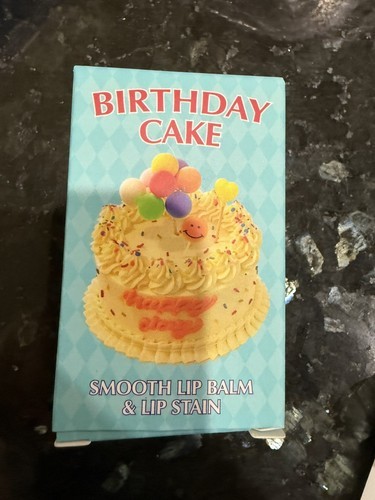 BIRTHDAY
CAKE
SMOOTH LIP BALM
& LIP STAIN